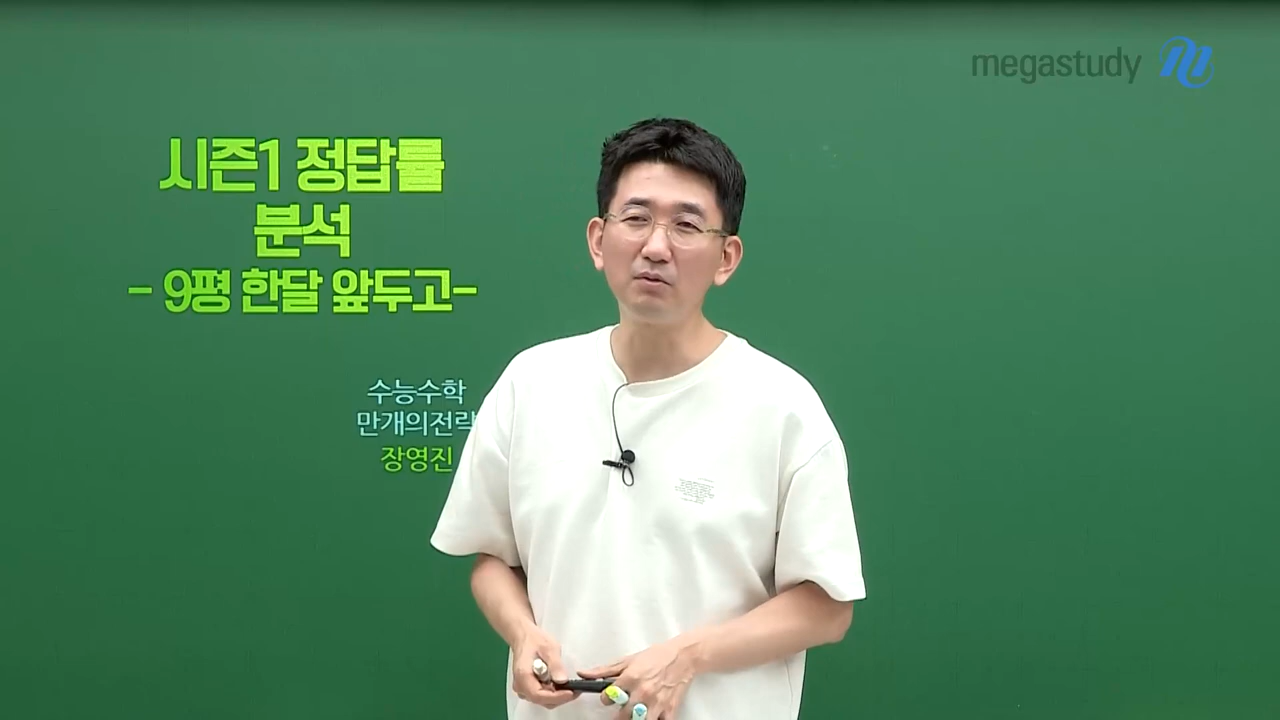 megastudy
시즌1 정답률
분석
- 9평 한달 앞두고-
수능수학
만개의전략
장영진